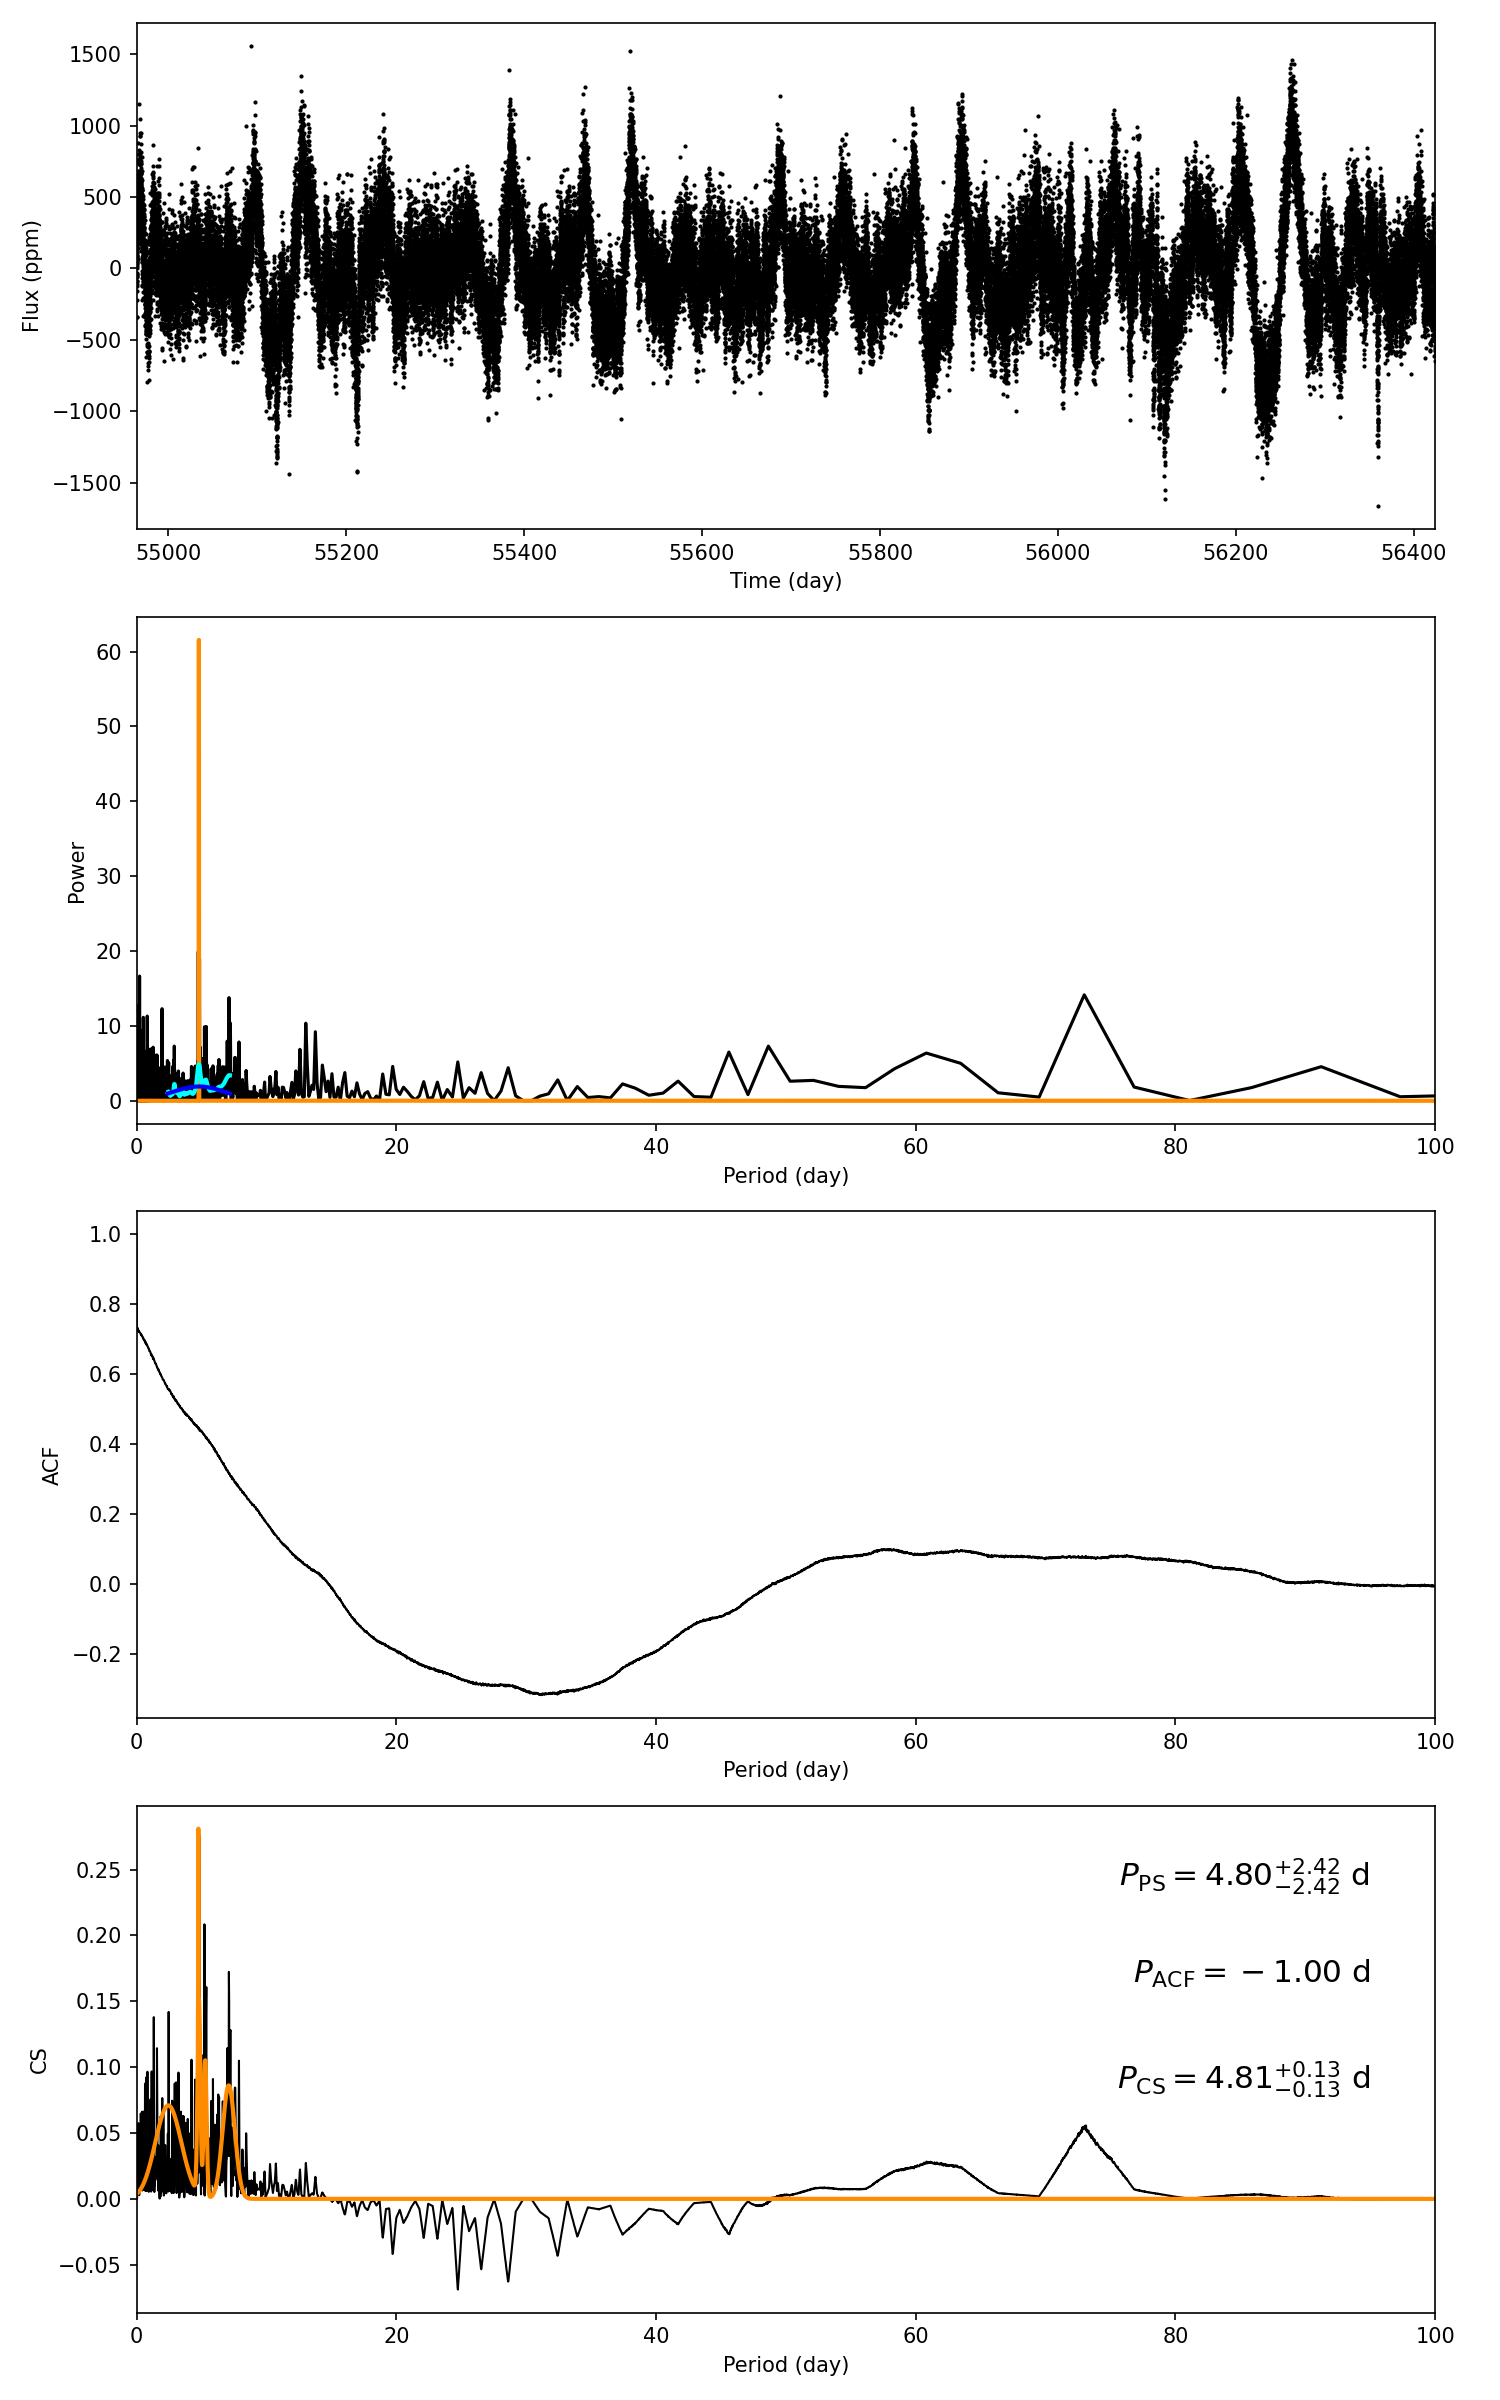 1500
1000
500
0
−500
−1000
−1500
Flux (ppm)
55000 55200 55400 55600 55800 56000 56200 56400
Time (day)
60
50
40
30
20
10
0
Power
0 20 40 60 80 100
Period (day)
1.0
0.8
0.6
0.4
0.2
0.0
−0.2
ACF
0 20 40 60 80 100
Period (day)
0.25
0.20
0.15
0.10
0.05
0.00
−0.05
CS
P_PS = 4.80 +2.42 −2.42 d
P_ACF = −1.00 d
P_CS = 4.81 +0.13 −0.13 d
0 20 40 60 80 100
Period (day)